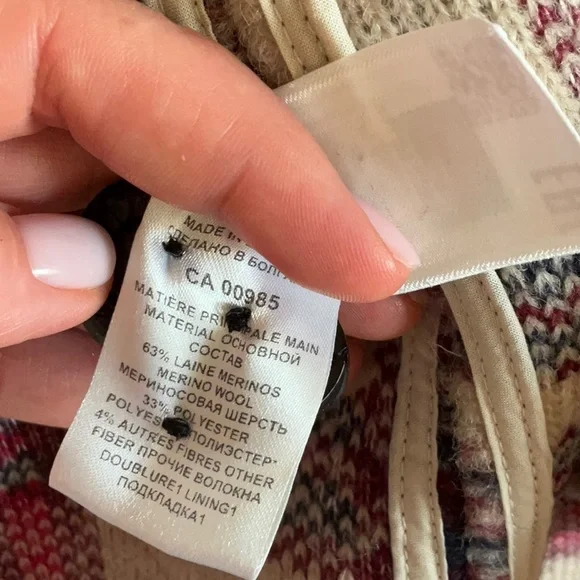 MADE IN
СДЕЛАНО В БОЛГА
CA 00985
MATIÈRE PRINCIPALE MAIN
MATERIAL ОСНОВНОЙ
СОСТАВ
63% LAINE MERINOS
MERINO WOOL
МЕРИНОСОВАЯ ШЕРСТЬ
33% POLYESTER
POLYESTER ПОЛИЭСТЕР
4% AUTRES FIBRES OTHER
FIBER ПРОЧИЕ ВОЛОКНА
DOUBLURE1 LINING1
ПОДКЛАДКА1